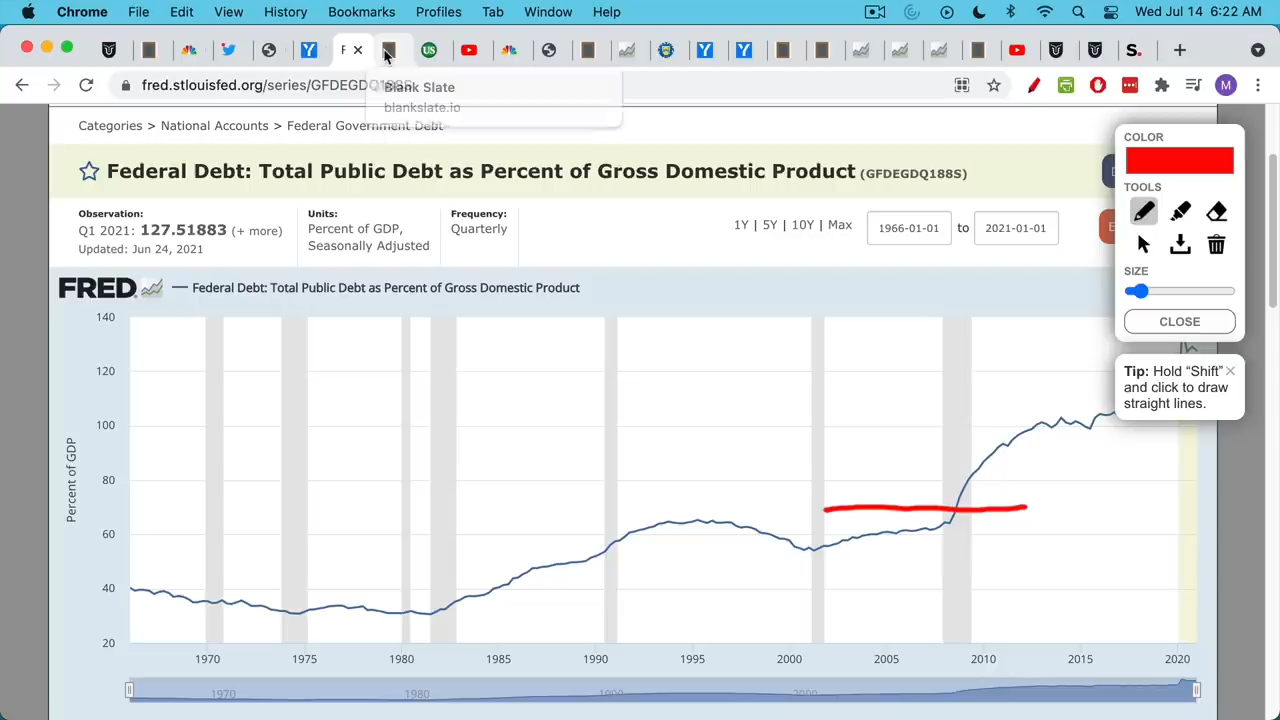 Chrome File Edit View History Bookmarks Profiles Tab Window Help Wed Jul 14 6:22 AM
F S.
fred.stlouisfed.org/series/GFDEGDQ188S M
Blank Slate
blankslate.io
Categories > National Accounts > Federal Government Debt
Federal Debt: Total Public Debt as Percent of Gross Domestic Product (GFDEGDQ188S)
Observation:
Q1 2021: 127.51883 (+ more)
Updated: Jun 24, 2021
Units:
Percent of GDP,
Seasonally Adjusted
Frequency:
Quarterly
1Y | 5Y | 10Y | Max 1966-01-01 to 2021-01-01
COLOR
TOOLS
SIZE
CLOSE
Tip: Hold “Shift”
and click to draw
straight lines.
FRED Federal Debt: Total Public Debt as Percent of Gross Domestic Product
140
120
100
80
60
40
20
Percent of GDP
1970 1975 1980 1985 1990 1995 2000 2005 2010 2015 2020
1970 1980 1990 2000